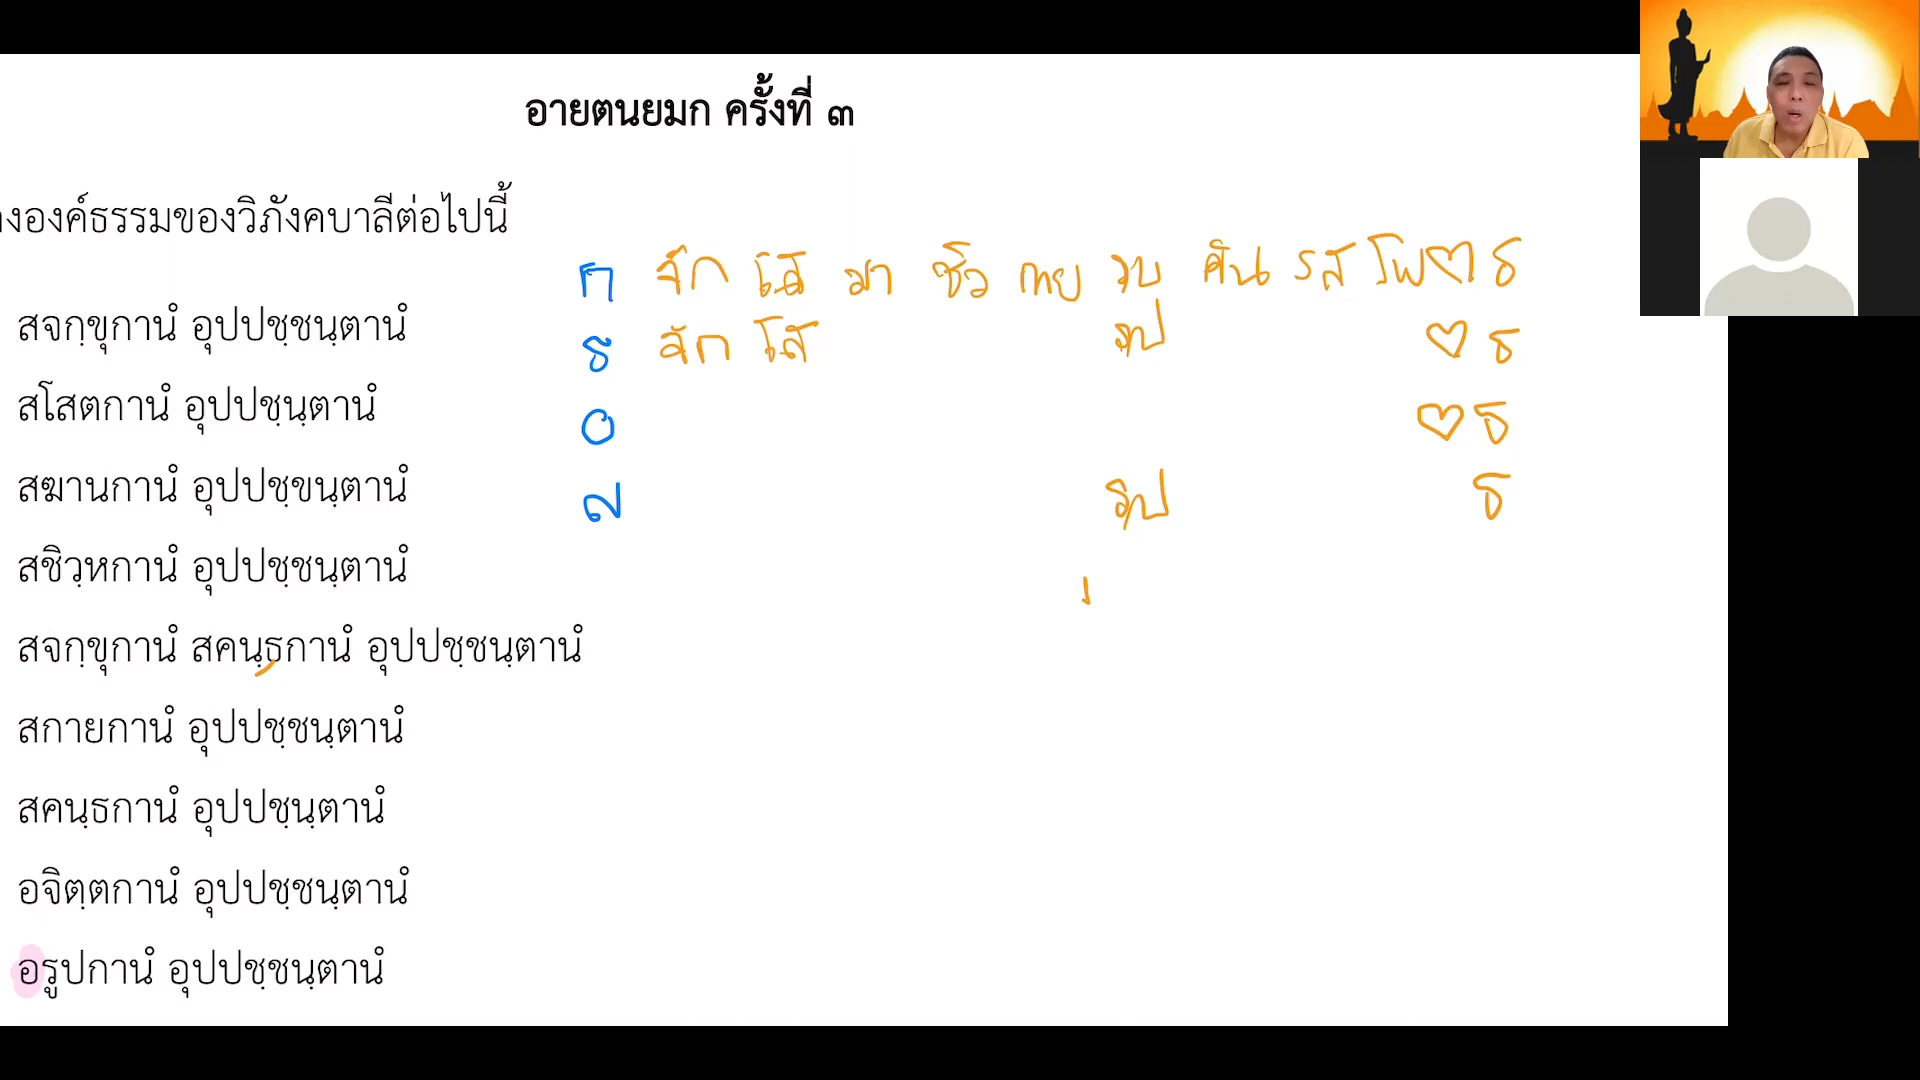 อายตนยมก ครั้งที่ ๓
งองค์ธรรมของวิภังคบาลีต่อไปนี้
ก จัก โส ฆา ชิว กาย รูป คัน รส โผ ♡ ธ
สจกฺขุกานํ อุปปชฺชนฺตานํ
ธ จัก โส รูป ♡ ธ
สโสตกานํ อุปปชฺนฺตานํ
o ♡ ธ
สฆานกานํ อุปปชฺขนฺตานํ
รูป ธ
สชิวฺหกานํ อุปปชฺชนฺตานํ
สจกฺขุกานํ สคนฺธกานํ อุปปชฺชนฺตานํ
สกายกานํ อุปปชฺชนฺตานํ
สคนฺธกานํ อุปปชฺนฺตานํ
อจิตฺตกานํ อุปปชฺชนฺตานํ
อรูปกานํ อุปปชฺชนฺตานํ